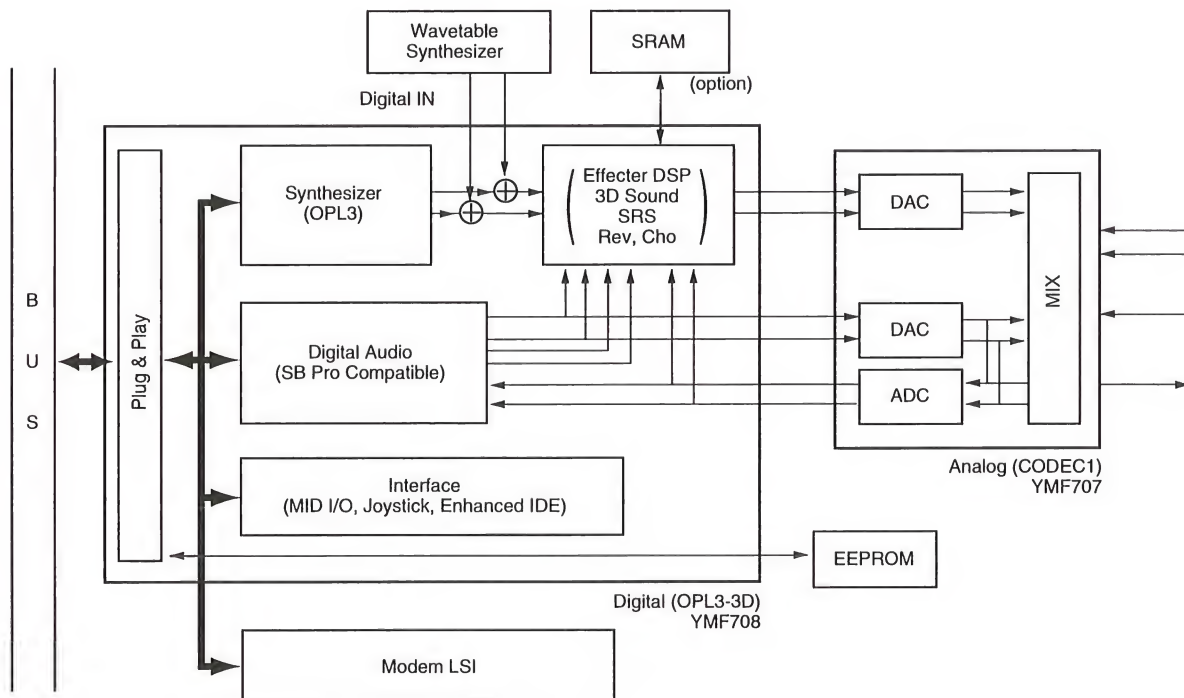 Wavetable
Synthesizer
SRAM
(option)
Digital IN
Synthesizer
(OPL3)
Effecter DSP
3D Sound
SRS
Rev, Cho
DAC
MIX
B
U
S
Plug & Play
Digital Audio
(SB Pro Compatible)
DAC
ADC
Analog (CODEC1)
YMF707
Interface
(MID I/O, Joystick, Enhanced IDE)
EEPROM
Digital (OPL3-3D)
YMF708
Modem LSI